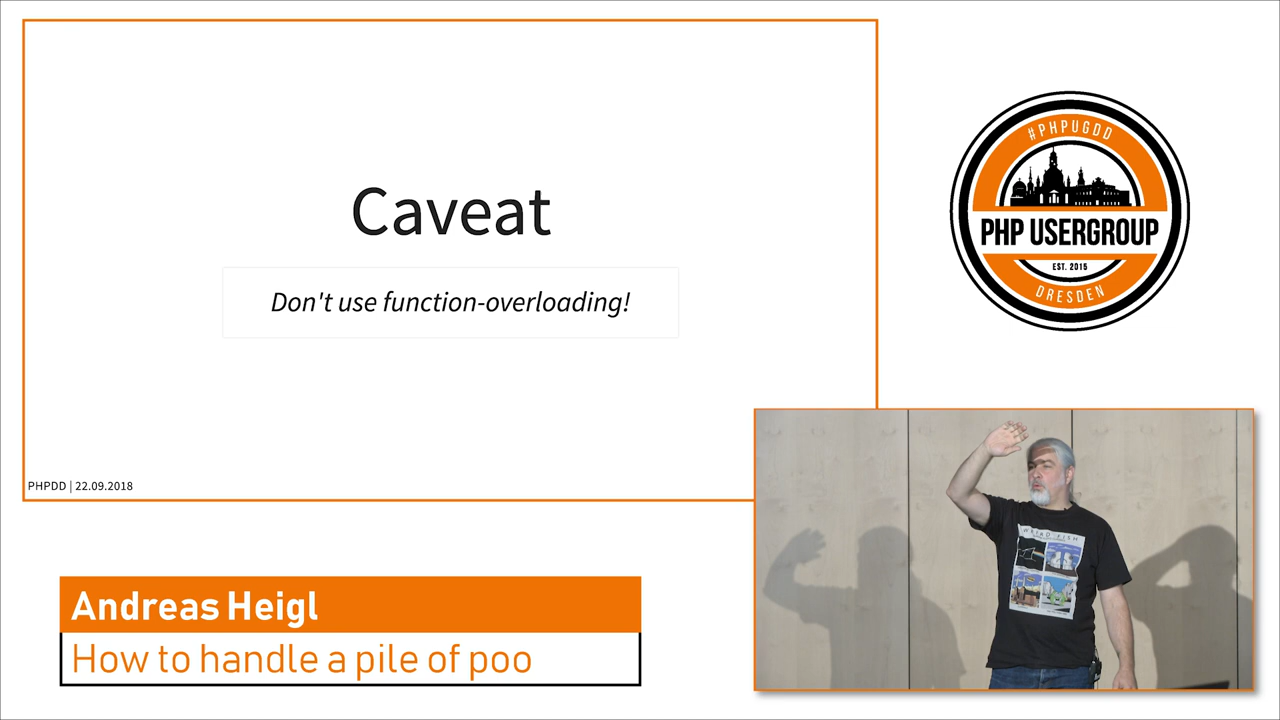 Caveat
Don't use function-overloading!
PHPDD | 22.09.2018
#PHPUGDD
PHP USERGROUP
EST. 2015
DRESDEN
Andreas Heigl
How to handle a pile of poo